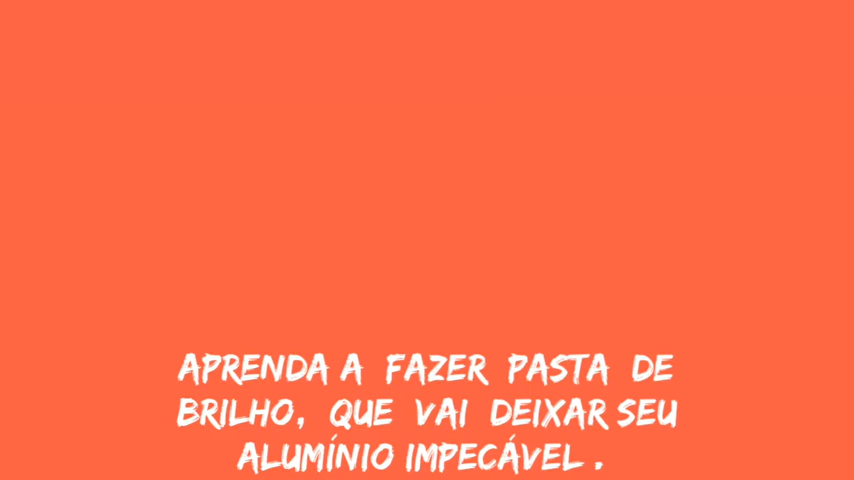 APRENDA A FAZER PASTA DE
BRILHO, QUE VAI DEIXAR SEU
ALUMÍNIO IMPECÁVEL .